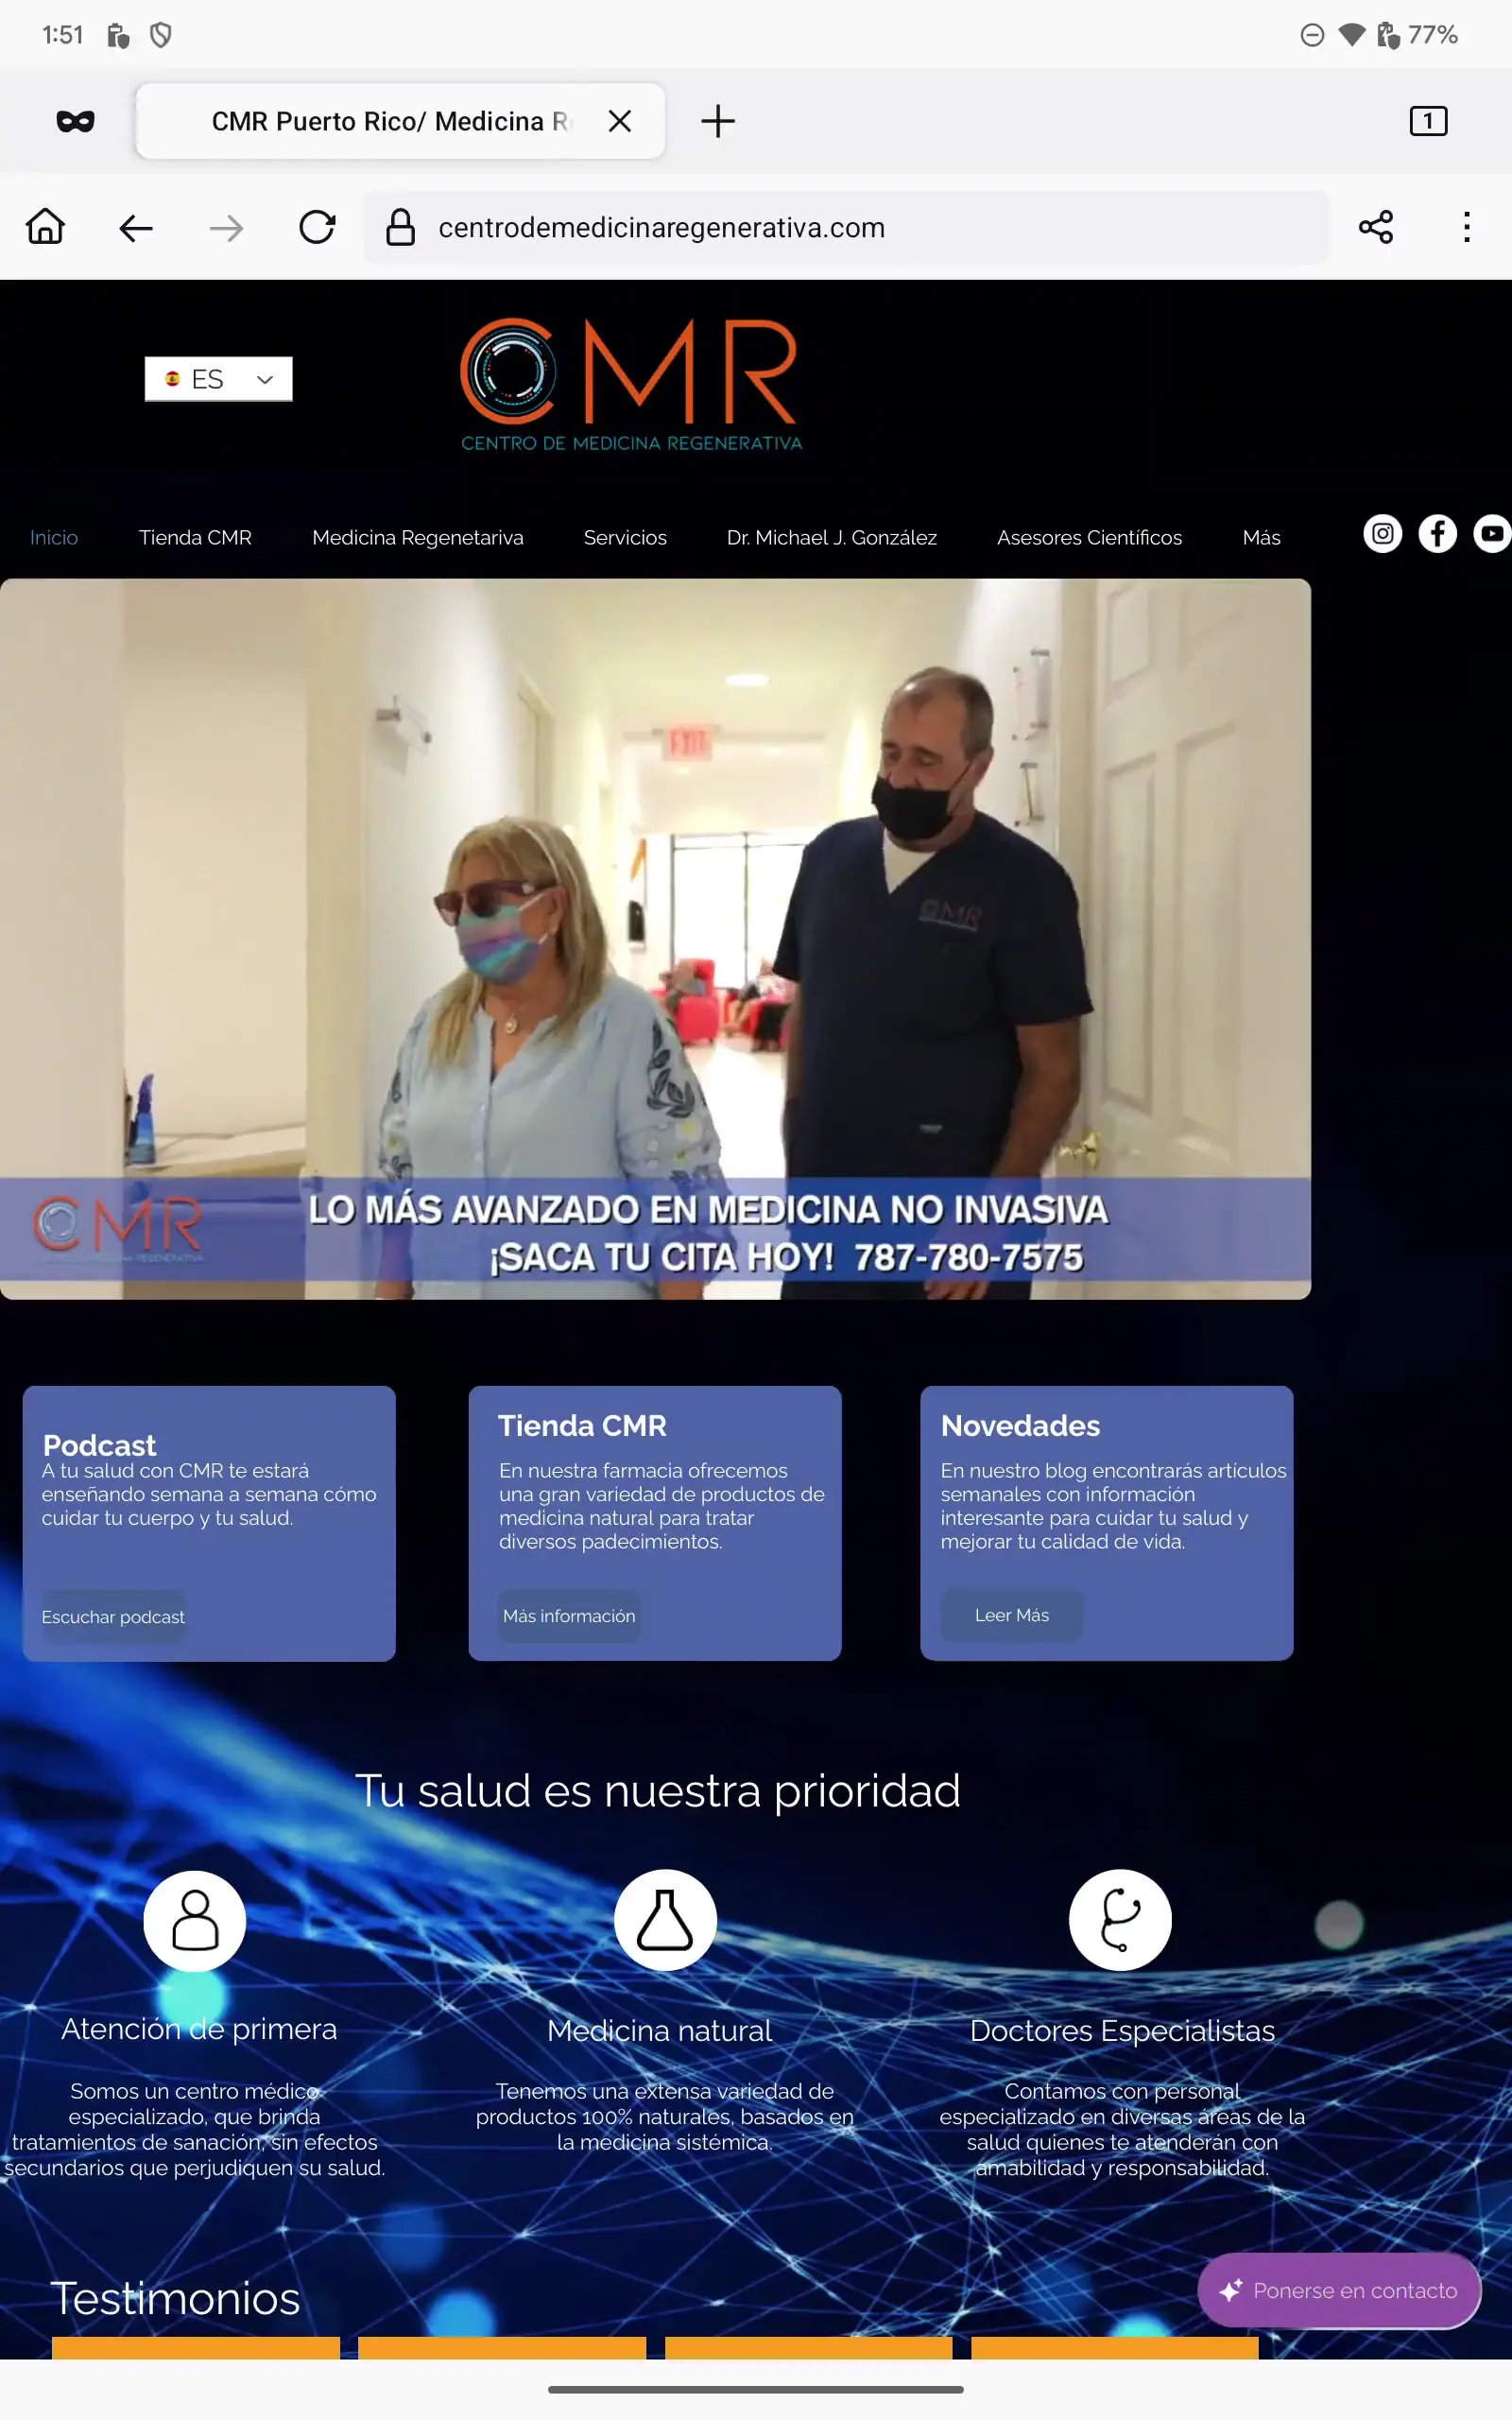 1:51
77%
CMR Puerto Rico/ Medicina R
1
centrodemedicinaregenerativa.com
ES
CMR
CENTRO DE MEDICINA REGENERATIVA
Inicio Tienda CMR Medicina Regenetariva Servicios Dr. Michael J. González Asesores Científicos Más
EXIT
CMR
CMR
REGENERATIVA
LO MÁS AVANZADO EN MEDICINA NO INVASIVA
¡SACA TU CITA HOY! 787-780-7575
Podcast
A tu salud con CMR te estará
enseñando semana a semana cómo
cuidar tu cuerpo y tu salud.
Escuchar podcast
Tienda CMR
En nuestra farmacia ofrecemos
una gran variedad de productos de
medicina natural para tratar
diversos padecimientos.
Más información
Novedades
En nuestro blog encontrarás artículos
semanales con información
interesante para cuidar tu salud y
mejorar tu calidad de vida.
Leer Más
Tu salud es nuestra prioridad
Atención de primera
Somos un centro médico
especializado, que brinda
tratamientos de sanación, sin efectos
secundarios que perjudiquen su salud.
Medicina natural
Tenemos una extensa variedad de
productos 100% naturales, basados en
la medicina sistémica.
Doctores Especialistas
Contamos con personal
especializado en diversas áreas de la
salud quienes te atenderán con
amabilidad y responsabilidad.
Testimonios
Ponerse en contacto